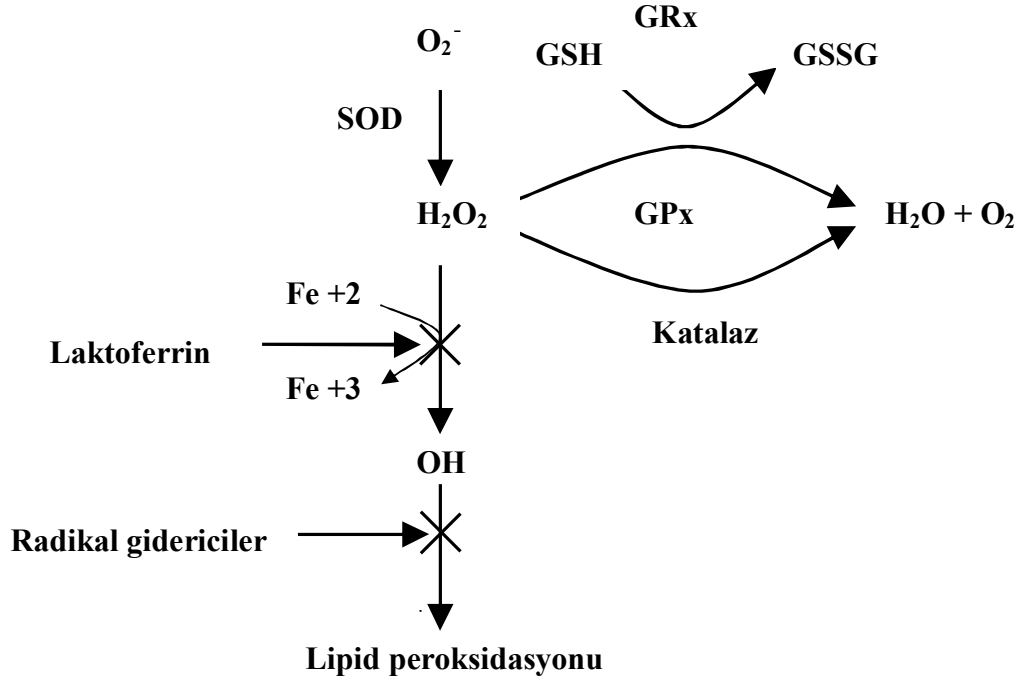 GRx
O₂⁻
GSH
GSSG
SOD
H₂O₂
GPx
H₂O + O₂
Fe +2
Katalaz
Laktoferrin
Fe +3
OH
Radikal gidericiler
Lipid peroksidasyonu